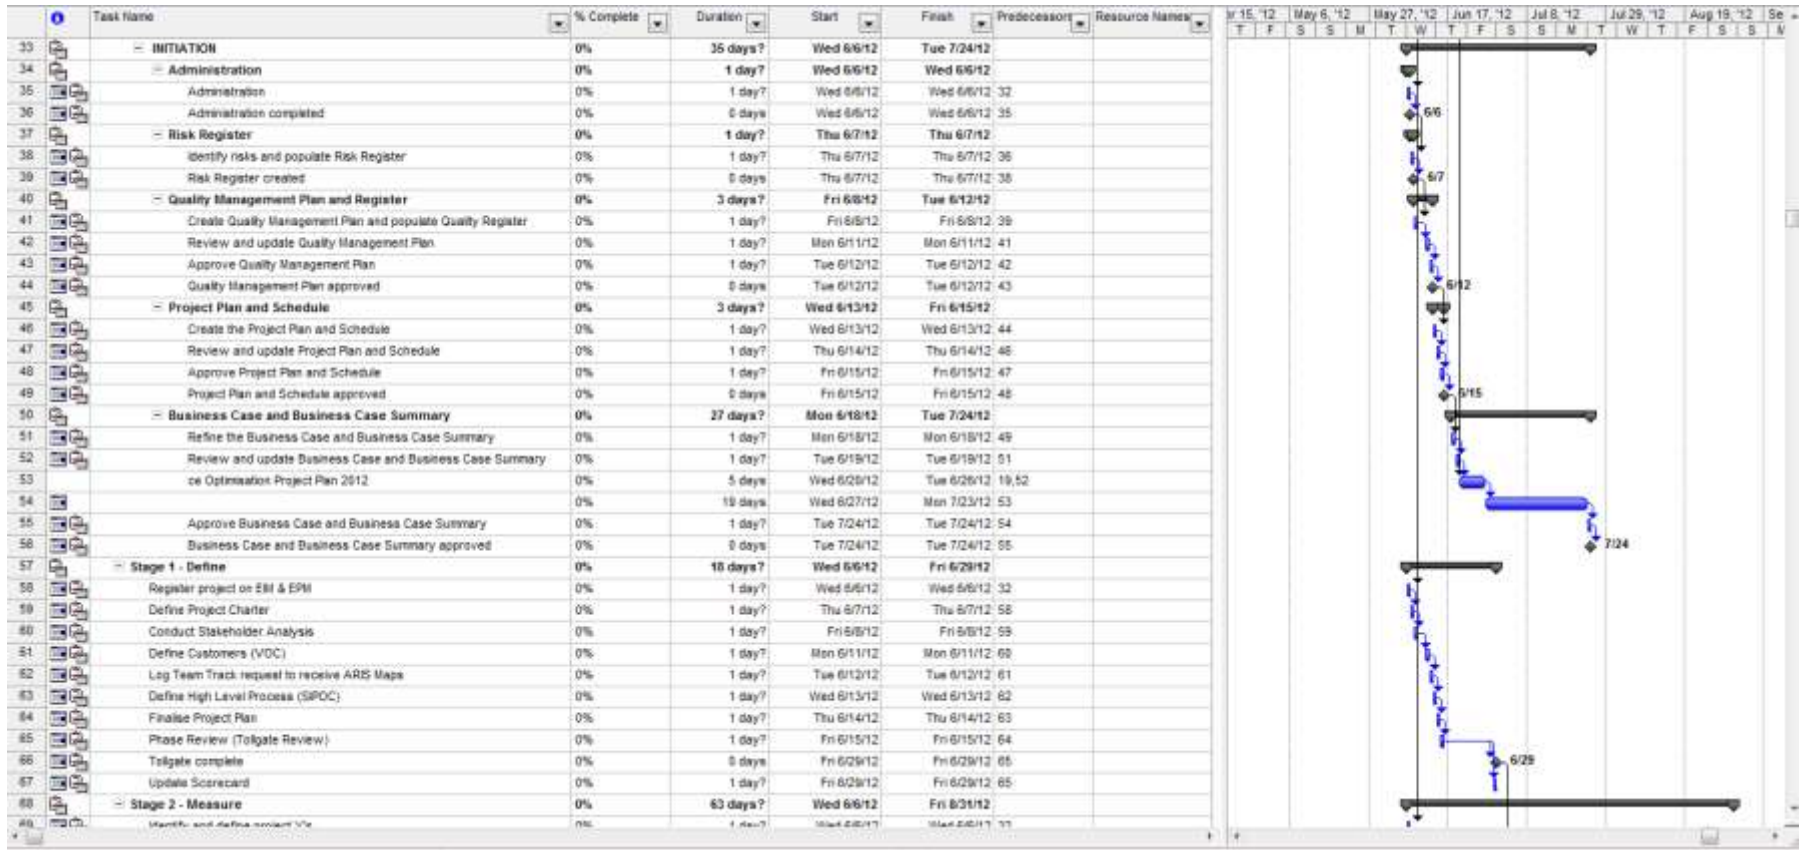 Task Name % Complete Duration Start Finish Predecessors Resource Names r 15, '12 May 6, '12 May 27, '12 Jun 17, '12 Jul 8, '12 Jul 29, '12 Aug 19, '12 Se
T F S S M T W T F S S M T W T F S S M
33 INITIATION 0% 35 days? Wed 6/6/12 Tue 7/24/12
34 Administration 0% 1 day? Wed 6/6/12 Wed 6/6/12
35 Administration 0% 1 day? Wed 6/6/12 Wed 6/6/12 32
36 Administration completed 0% 0 days Wed 6/6/12 Wed 6/6/12 35 6/6
37 Risk Register 0% 1 day? Thu 6/7/12 Thu 6/7/12
38 Identify risks and populate Risk Register 0% 1 day? Thu 6/7/12 Thu 6/7/12 36
39 Risk Register created 0% 0 days Thu 6/7/12 Thu 6/7/12 38 6/7
40 Quality Management Plan and Register 0% 3 days? Fri 6/8/12 Tue 6/12/12
41 Create Quality Management Plan and populate Quality Register 0% 1 day? Fri 6/8/12 Fri 6/8/12 39
42 Review and update Quality Management Plan 0% 1 day? Mon 6/11/12 Mon 6/11/12 41
43 Approve Quality Management Plan 0% 1 day? Tue 6/12/12 Tue 6/12/12 42
44 Quality Management Plan approved 0% 0 days Tue 6/12/12 Tue 6/12/12 43 6/12
45 Project Plan and Schedule 0% 3 days? Wed 6/13/12 Fri 6/15/12
46 Create the Project Plan and Schedule 0% 1 day? Wed 6/13/12 Wed 6/13/12 44
47 Review and update Project Plan and Schedule 0% 1 day? Thu 6/14/12 Thu 6/14/12 46
48 Approve Project Plan and Schedule 0% 1 day? Fri 6/15/12 Fri 6/15/12 47
49 Project Plan and Schedule approved 0% 0 days Fri 6/15/12 Fri 6/15/12 48 6/15
50 Business Case and Business Case Summary 0% 27 days? Mon 6/18/12 Tue 7/24/12
51 Refine the Business Case and Business Case Summary 0% 1 day? Mon 6/18/12 Mon 6/18/12 49
52 Review and update Business Case and Business Case Summary 0% 1 day? Tue 6/19/12 Tue 6/19/12 51
53 ce Optimisation Project Plan 2012 0% 5 days Wed 6/20/12 Tue 6/26/12 19,52
54 0% 19 days Wed 6/27/12 Mon 7/23/12 53
55 Approve Business Case and Business Case Summary 0% 1 day? Tue 7/24/12 Tue 7/24/12 54
56 Business Case and Business Case Summary approved 0% 0 days Tue 7/24/12 Tue 7/24/12 55 7/24
57 Stage 1 - Define 0% 18 days? Wed 6/6/12 Fri 6/29/12
58 Register project on EIM & EPM 0% 1 day? Wed 6/6/12 Wed 6/6/12 32
59 Define Project Charter 0% 1 day? Thu 6/7/12 Thu 6/7/12 58
60 Conduct Stakeholder Analysis 0% 1 day? Fri 6/8/12 Fri 6/8/12 59
61 Define Customers (VOC) 0% 1 day? Mon 6/11/12 Mon 6/11/12 60
62 Log Team Track request to receive ARIS Maps 0% 1 day? Tue 6/12/12 Tue 6/12/12 61
63 Define High Level Process (SIPOC) 0% 1 day? Wed 6/13/12 Wed 6/13/12 62
64 Finalise Project Plan 0% 1 day? Thu 6/14/12 Thu 6/14/12 63
65 Phase Review (Tollgate Review) 0% 1 day? Fri 6/15/12 Fri 6/15/12 64
66 Tollgate complete 0% 0 days Fri 6/29/12 Fri 6/29/12 65 6/29
67 Update Scorecard 0% 1 day? Fri 6/29/12 Fri 6/29/12 65
68 Stage 2 - Measure 0% 63 days? Wed 6/6/12 Fri 8/31/12
69 Identify and define project Y's 0% 1 day? Wed 6/6/12 Wed 6/6/12 32